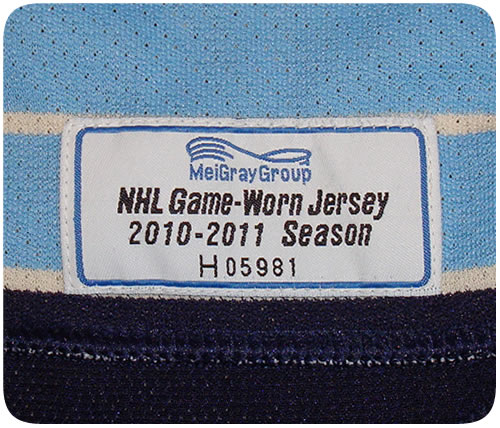 MeiGrayGroup
NHL Game-Worn Jersey
2010-2011 Season
H05981